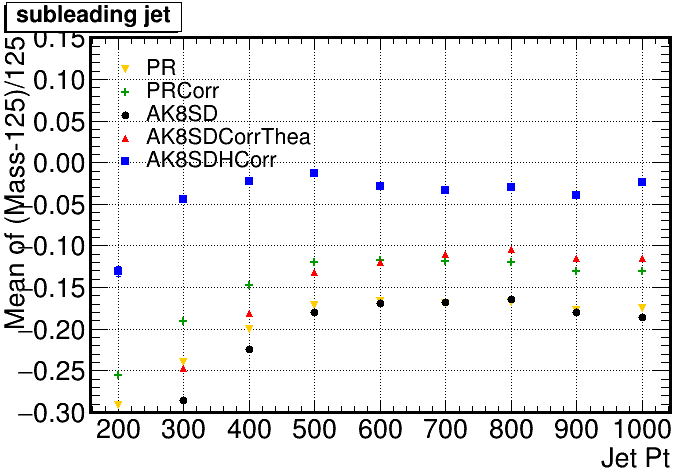 subleading jet
Mean of (Mass-125)/125
0.15
0.10
0.05
0.00
−0.05
−0.10
−0.15
−0.20
−0.25
−0.30
PR
PRCorr
AK8SD
AK8SDCorrThea
AK8SDHCorr
200 300 400 500 600 700 800 900 1000
Jet Pt